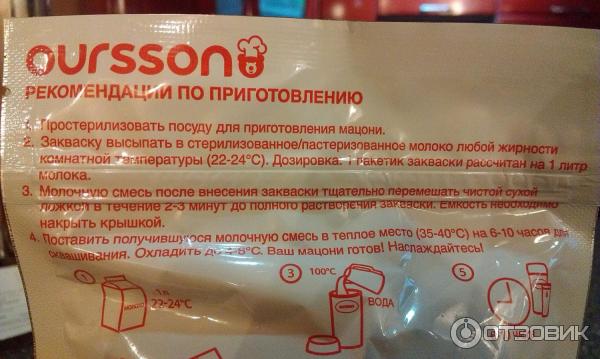 oursson
РЕКОМЕНДАЦИИ ПО ПРИГОТОВЛЕНИЮ
1. Простерилизовать посуду для приготовления мацони.
2. Закваску высыпать в стерилизованное/пастеризованное молоко любой жирности
комнатной температуры (22-24°С). Дозировка: 1 пакетик закваски рассчитан на 1 литр
молока.
3. Молочную смесь после внесения закваски тщательно перемешать чистой сухой
ложкой в течение 2-3 минут до полного растворения закваски. Емкость необходимо
накрыть крышкой.
4. Поставить получившуюся молочную смесь в теплое место (35-40°С) на 6-10 часов для
сквашивания. Охладить до 4-6°С. Ваш мацони готов! Наслаждайтесь!
1 3 100°С 5
1 л
22-24°С
МОЛОКО
ВОДА
ОТЗОВИК